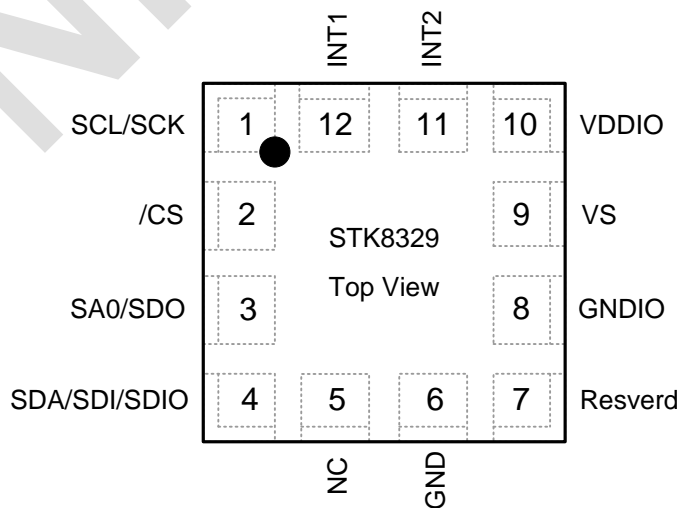 INT1 INT2
SCL/SCK 1 12 11 10 VDDIO
/CS 2 9 VS
STK8329
Top View
SA0/SDO 3 8 GNDIO
SDA/SDI/SDIO 4 5 6 7 Resverd
NC GND